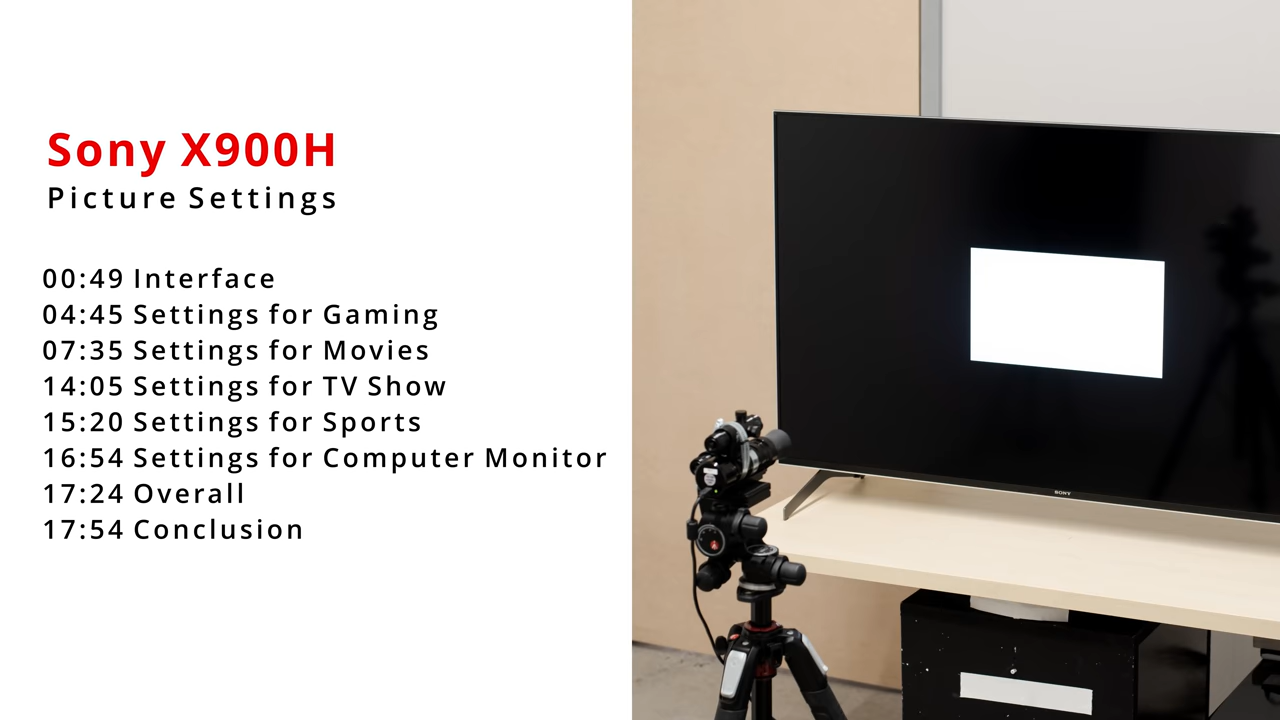 Sony X900H
Picture Settings
00:49 Interface
04:45 Settings for Gaming
07:35 Settings for Movies
14:05 Settings for TV Show
15:20 Settings for Sports
16:54 Settings for Computer Monitor
17:24 Overall
17:54 Conclusion
SONY